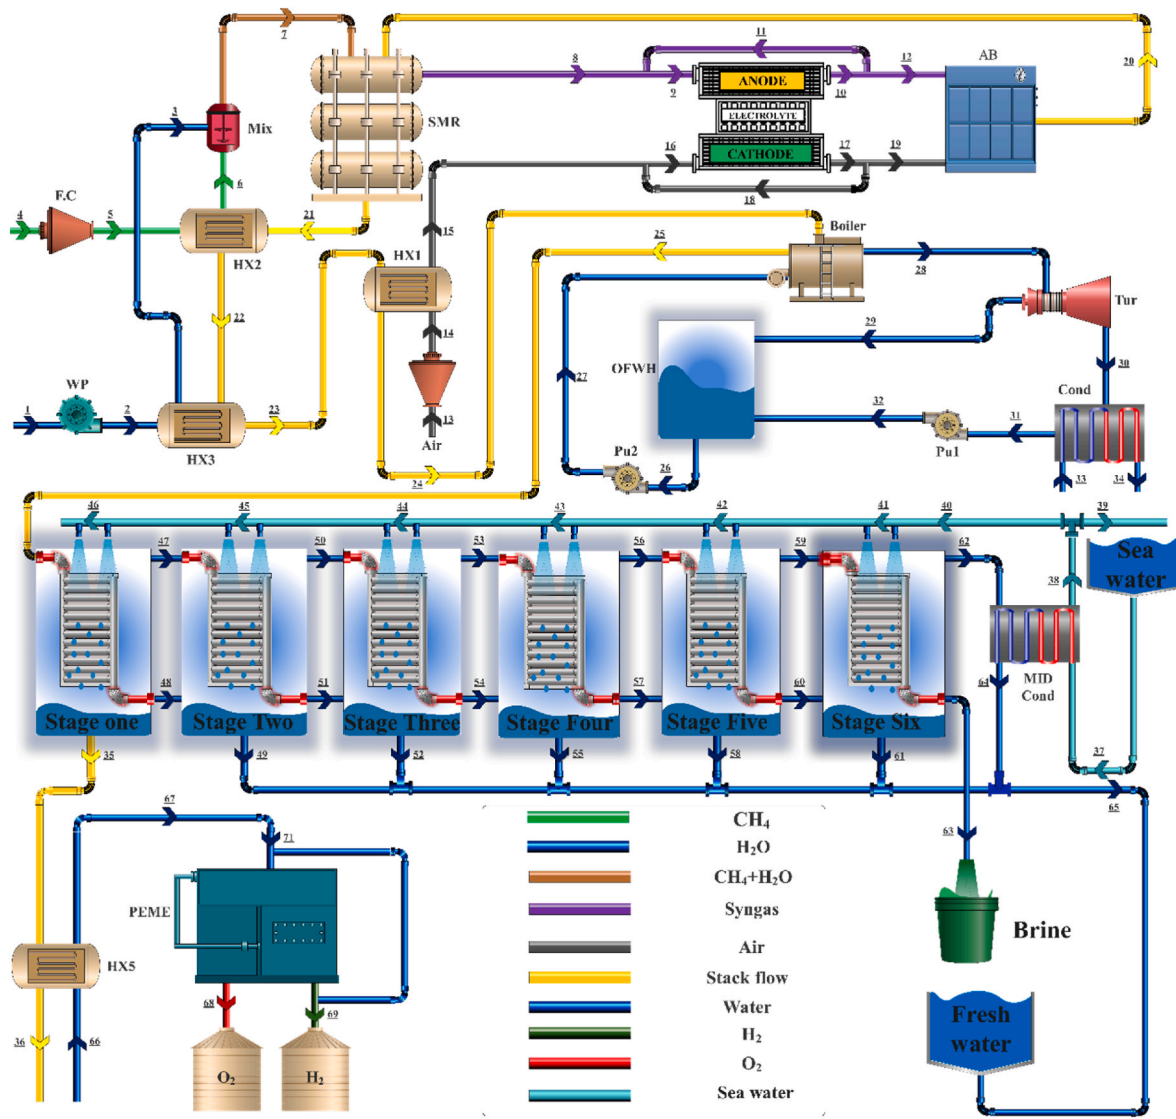 7
11
8
12
AB
20
9
ANODE
10
3
Mix
SMR
ELECTROLYTE
CATHODE
16
17
19
6
18
F.C
4
5
21
15
HX2
HX1
25
Boiler
28
22
14
29
Tur
OFWH
30
27
WP
Cond
1
2
23
13
32
31
HX3
Air
Pu2
Pu1
24
26
33
34
46
45
44
43
42
41
40
39
47
50
53
56
59
62
Sea
water
38
48
51
54
57
60
64
MID
Cond
Stage one
Stage Two
Stage Three
Stage Four
Stage Five
Stage Six
35
49
52
55
58
61
37
65
67
71
63
CH4
H2O
CH4+H2O
Syngas
Air
Stack flow
Water
H2
O2
Sea water
PEME
HX5
Brine
68
69
36
66
O2
H2
Fresh
water